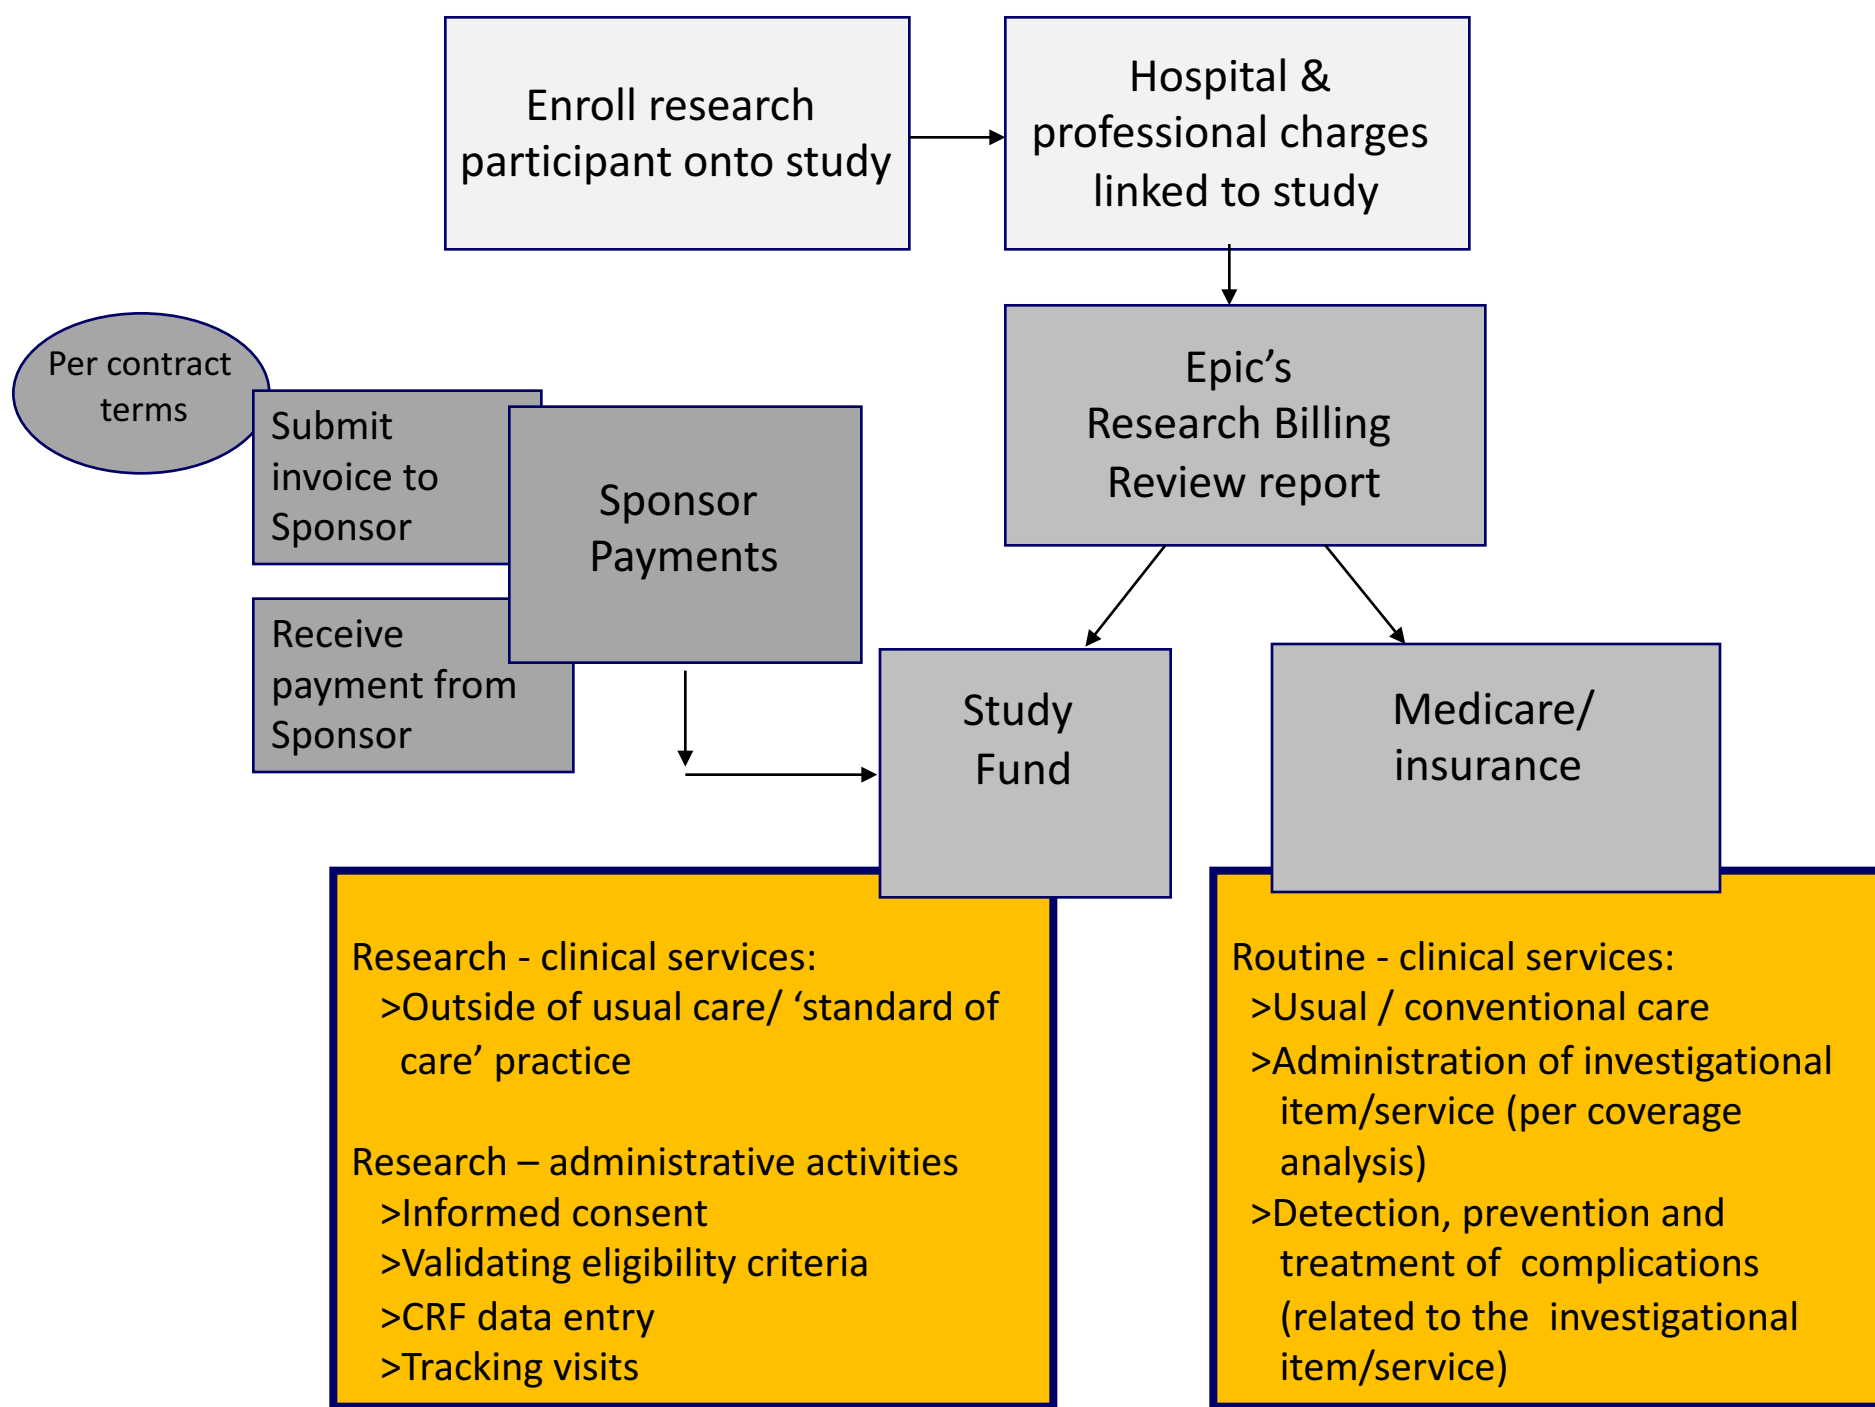 Enroll research
participant onto study
Hospital &
professional charges
linked to study
Per contract
terms
Submit
invoice to
Sponsor
Sponsor
Payments
Receive
payment from
Sponsor
Epic’s
Research Billing
Review report
Study
Fund
Medicare/
insurance
Research - clinical services:
>Outside of usual care/ ‘standard of
care’ practice
Research – administrative activities
>Informed consent
>Validating eligibility criteria
>CRF data entry
>Tracking visits
Routine - clinical services:
>Usual / conventional care
>Administration of investigational
item/service (per coverage
analysis)
>Detection, prevention and
treatment of  complications
(related to the  investigational
item/service)